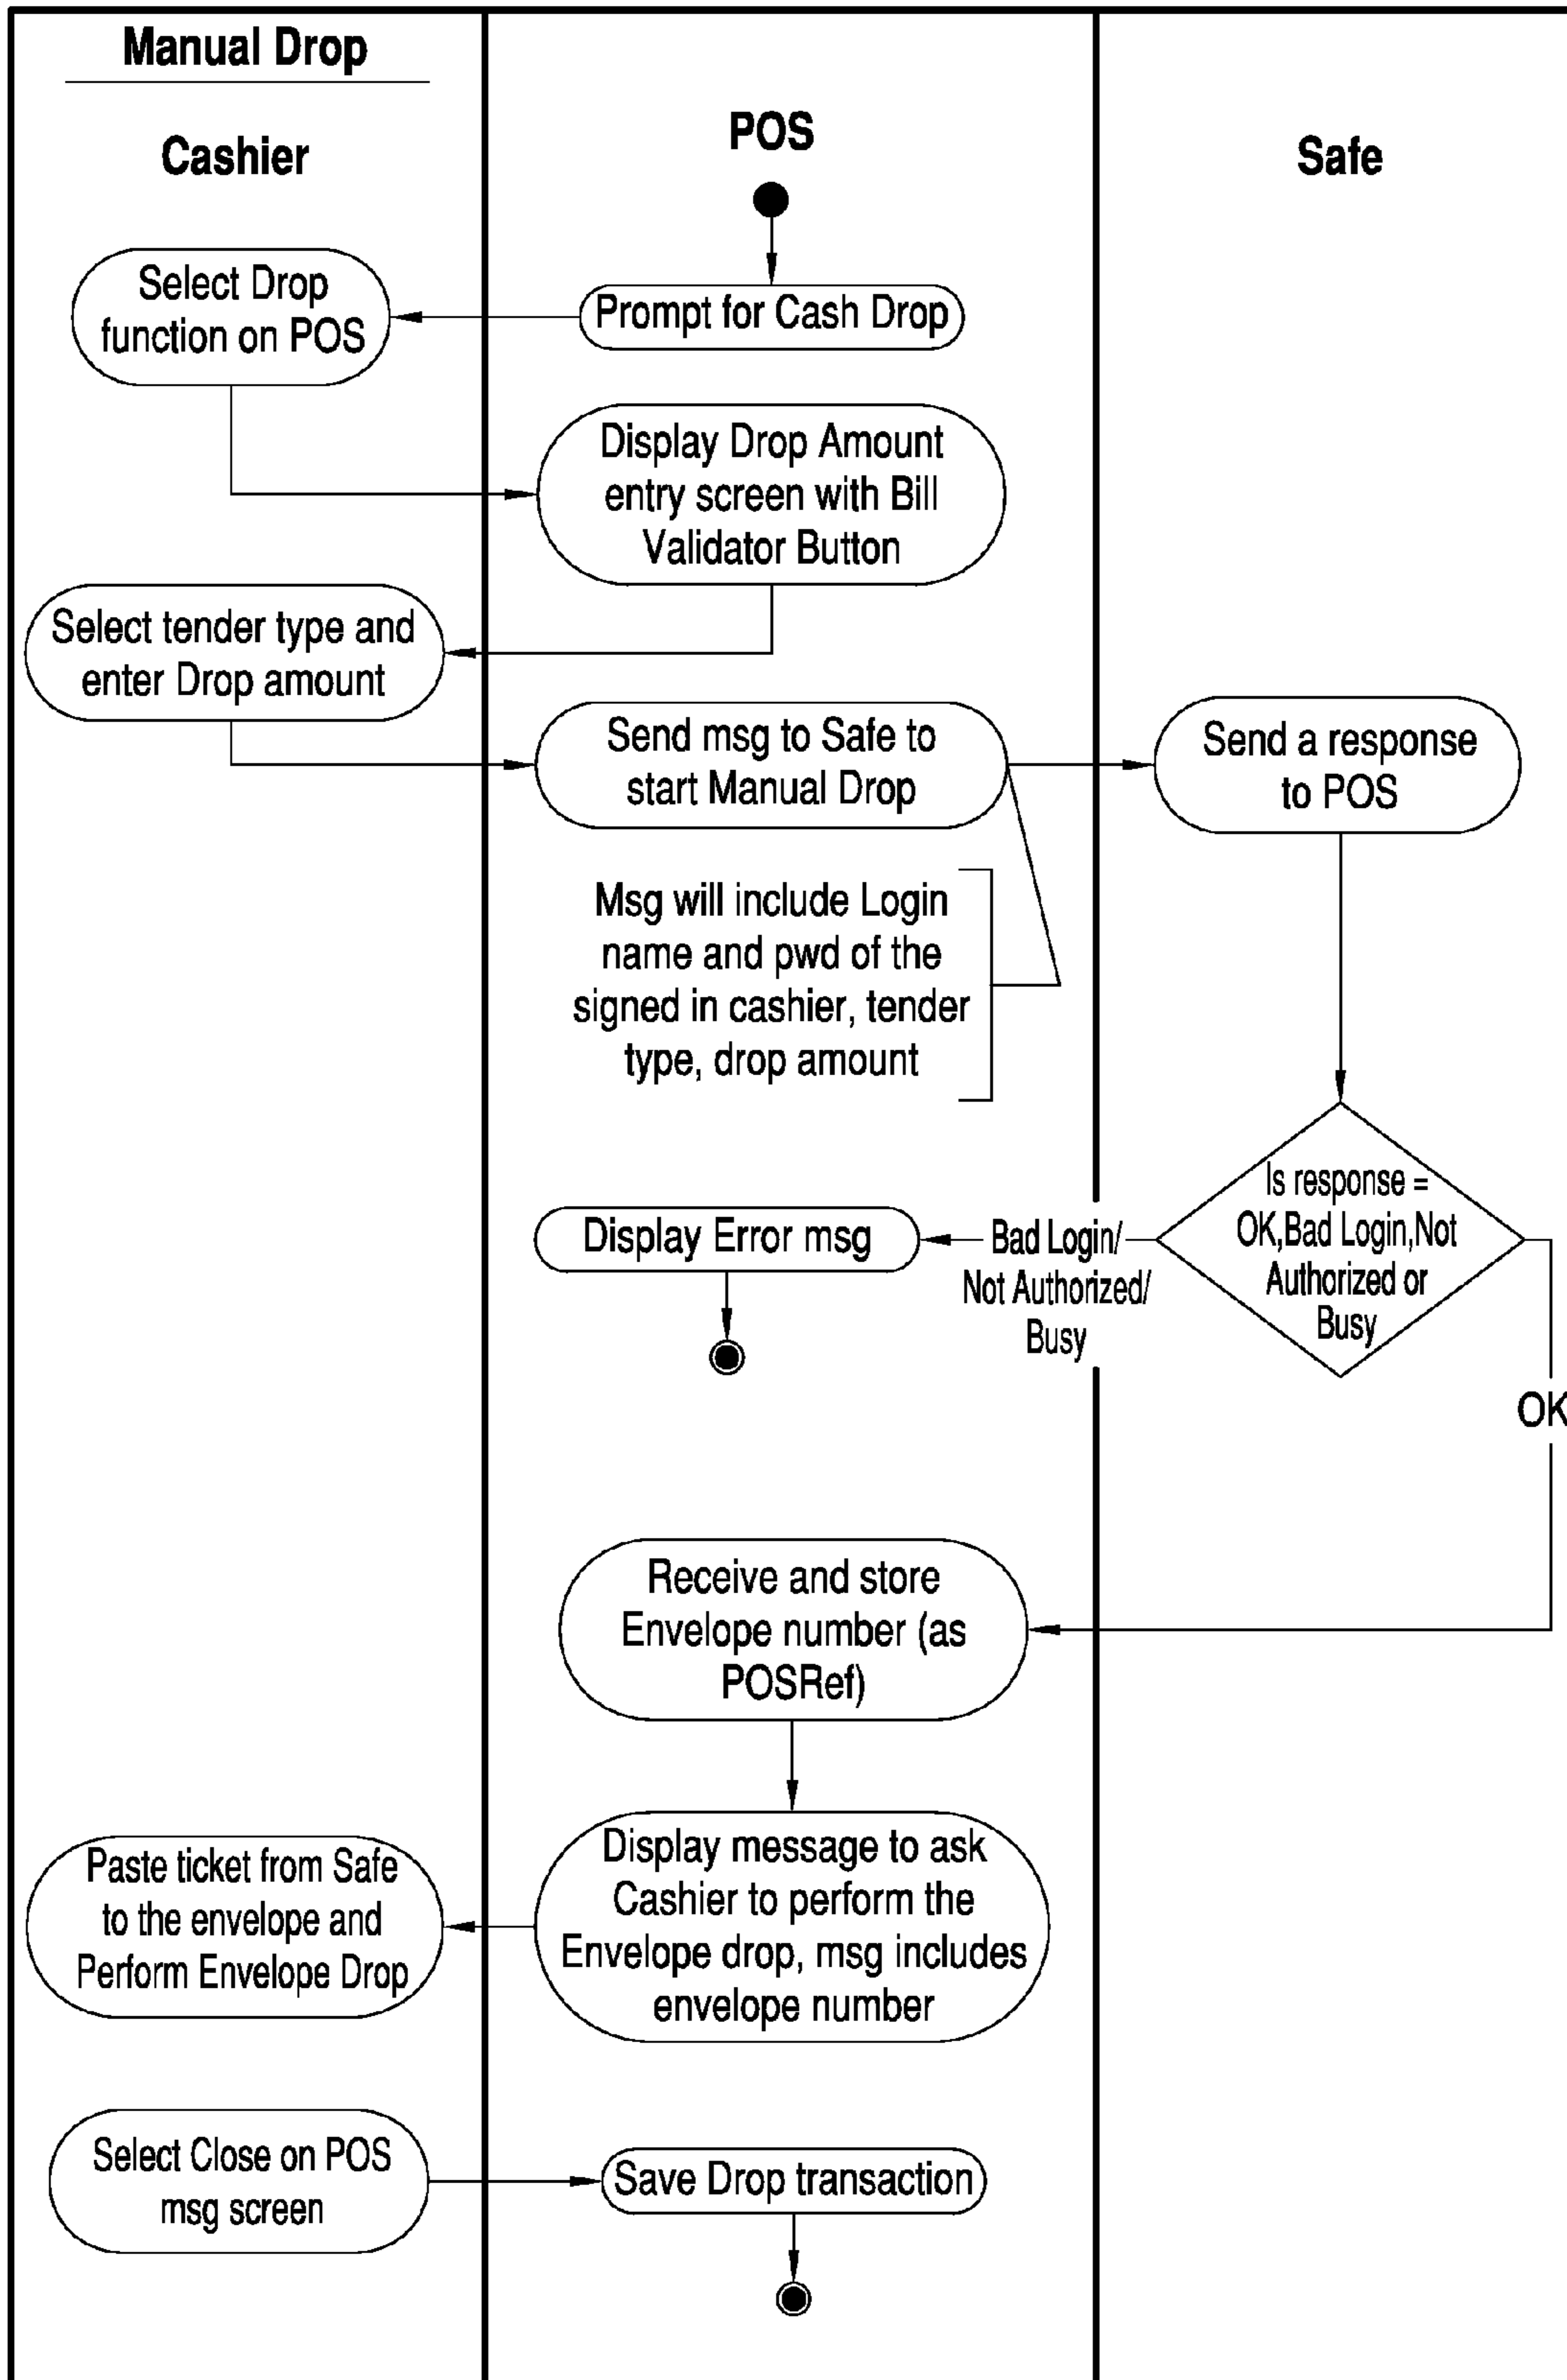 Manual Drop
Cashier
POS
Safe
Prompt for Cash Drop
Select Drop
function on POS
Display Drop Amount
entry screen with Bill
Validator Button
Select tender type and
enter Drop amount
Send msg to Safe to
start Manual Drop
Send a response
to POS
Msg will include Login
name and pwd of the
signed in cashier, tender
type, drop amount
Is response =
OK,Bad Login,Not
Authorized or
Busy
Bad Login/
Not Authorized/
Busy
Display Error msg
OK
Receive and store
Envelope number (as
POSRef)
Display message to ask
Cashier to perform the
Envelope drop, msg includes
envelope number
Paste ticket from Safe
to the envelope and
Perform Envelope Drop
Select Close on POS
msg screen
Save Drop transaction